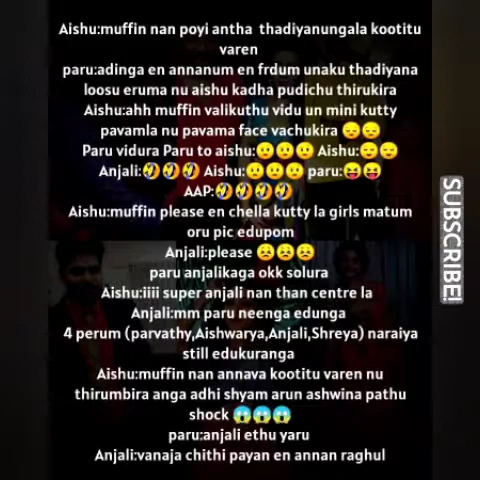 Aishu:muffin nan poyi antha thadiyanungala kootitu
varen
paru:adinga en annanum en frdum unaku thadiyana
loosu eruma nu aishu kadha pudichu thirukira
Aishu:ahh muffin valikuthu vidu un mini kutty
pavamla nu pavama face vachukira 😔😔
Paru vidura Paru to aishu:🙁🙁🙁 Aishu:😔😔
Anjali:🤣🤣🤣 Aishu:🙁🙁🙁 paru:😝😝
AAP:🤣🤣🤣🤣
Aishu:muffin please en chella kutty la girls matum
oru pic edupom
Anjali:please 😣😣😣
paru anjalikaga okk solura
Aishu:iiii super anjali nan than centre la
Anjali:mm paru neenga edunga
4 perum (parvathy,Aishwarya,Anjali,Shreya) naraiya
still edukuranga
Aishu:muffin nan annava kootitu varen nu
thirumbira anga adhi shyam arun ashwina pathu
shock 😱😱😱
paru:anjali ethu yaru
Anjali:vanaja chithi payan en annan raghul
SUBSCRIBE!